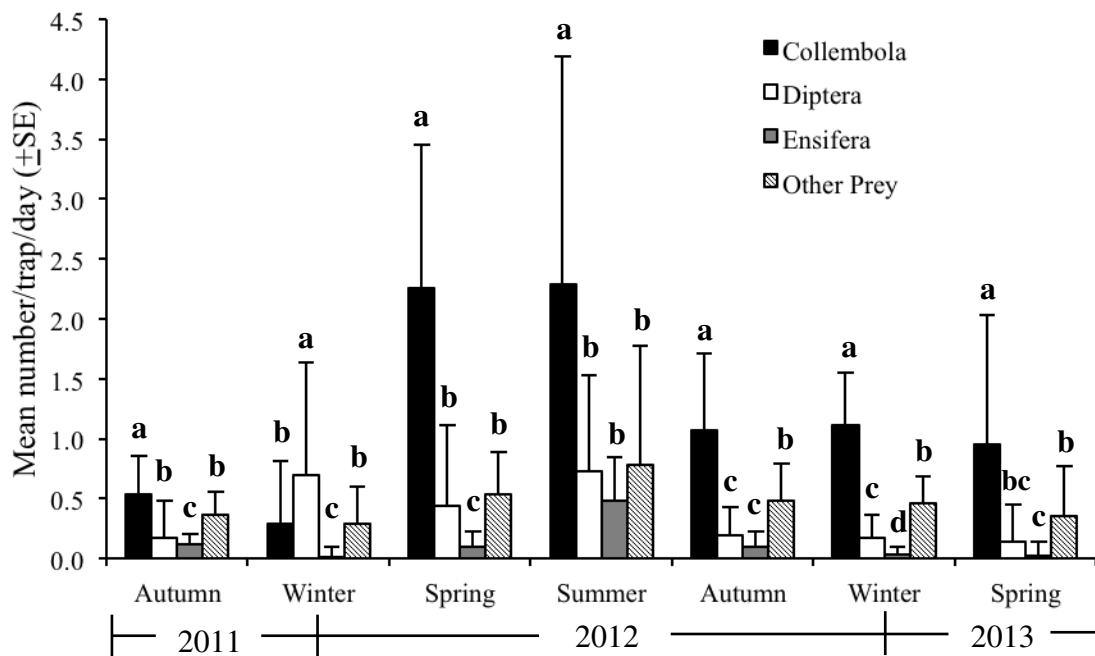 Mean number/trap/day (±SE)
4.5
4.0
3.5
3.0
2.5
2.0
1.5
1.0
0.5
0.0
Collembola
Diptera
Ensifera
Other Prey
a b c b
b a c b
a b c b
a b b b
a c c b
a c d b
a bc c b
Autumn Winter Spring Summer Autumn Winter Spring
2011 2012 2013